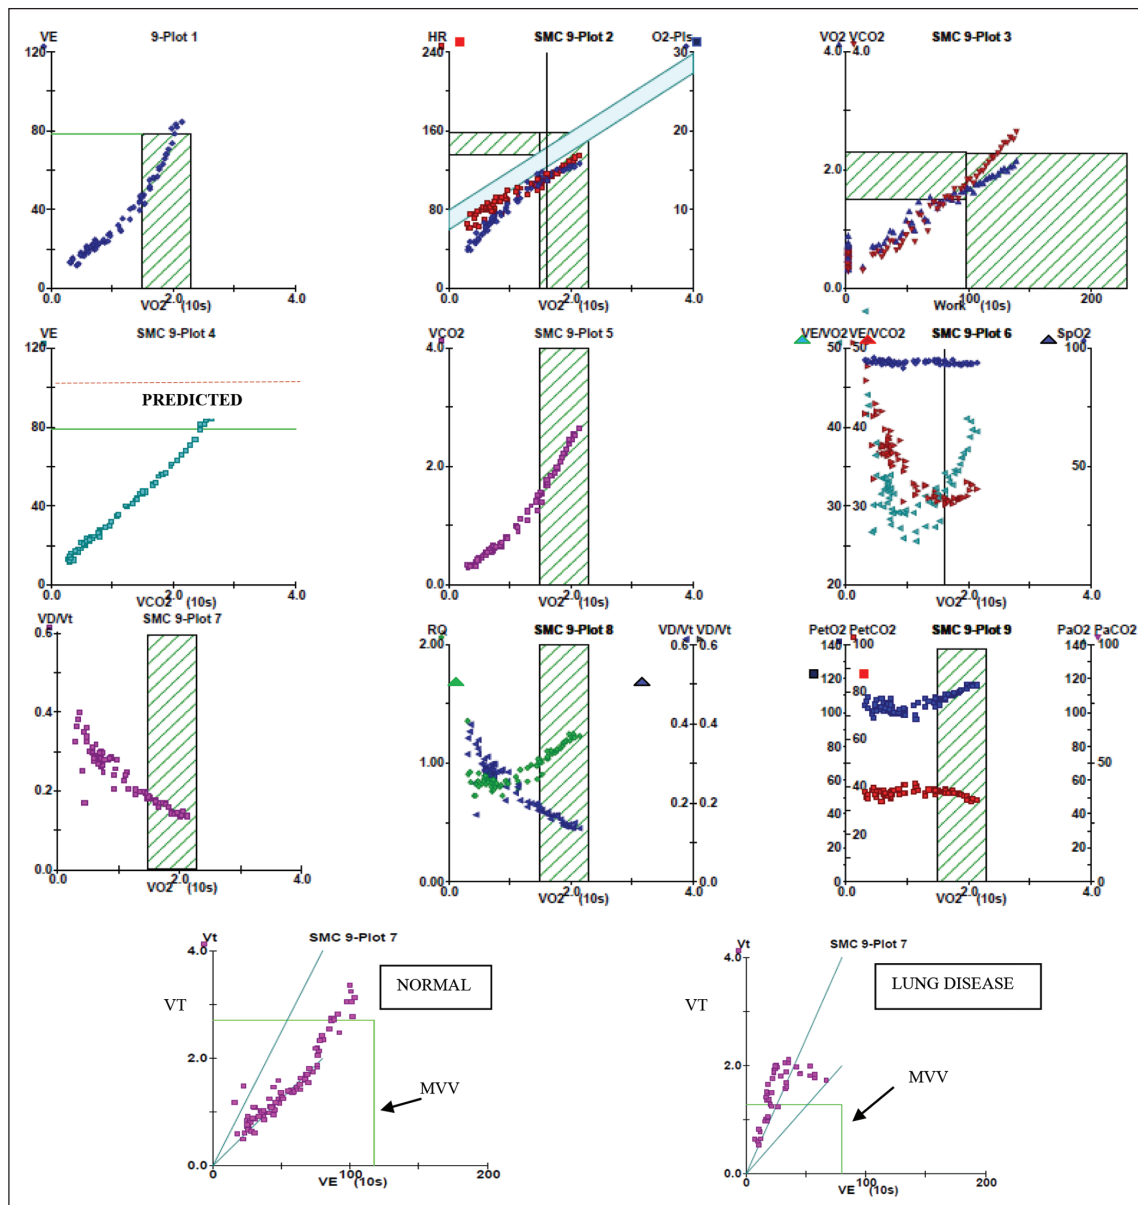 VE 9-Plot 1
120
80
40
0
0.0 2.0 4.0
VO2 (10s)
HR SMC 9-Plot 2 O2-Pls
240 30
160 20
80 10
0 0
0.0 2.0 4.0
VO2 (10s)
VO2 VCO2 SMC 9-Plot 3
4.0 4.0
2.0
0.0
0 100 200
Work (10s)
VE SMC 9-Plot 4
120
PREDICTED
80
40
0
0.0 2.0 4.0
VCO2 (10s)
VCO2 SMC 9-Plot 5
4.0
2.0
0.0
0.0 2.0 4.0
VO2 (10s)
VE/VO2 VE/VCO2 SMC 9-Plot 6 SpO2
50 50 100
40 40 50
30 30
20
0.0 2.0 4.0
VO2 (10s)
VD/Vt SMC 9-Plot 7
0.6
0.4
0.2
0.0
0.0 2.0 4.0
VO2 (10s)
RQ SMC 9-Plot 8 VD/Vt VD/Vt
2.00 0.6 0.6
0.4 0.4
1.00
0.2 0.2
0.00 0.0 0.0
0.0 2.0 4.0
VO2 (10s)
PetO2 PetCO2 SMC 9-Plot 9 PaO2 PaCO2
140 100 140 100
120 80 120
100 100
80 60 80 50
60 40 60
40 20 40
20 20
0 0 0 0
0.0 2.0 4.0
VO2 (10s)
Vt SMC 9-Plot 7
4.0
NORMAL
VT
2.0
MVV
0.0
0 100 200
VE (10s)
Vt SMC 9-Plot 7
4.0
LUNG DISEASE
VT
2.0
MVV
0.0
0 100 200
VE (10s)